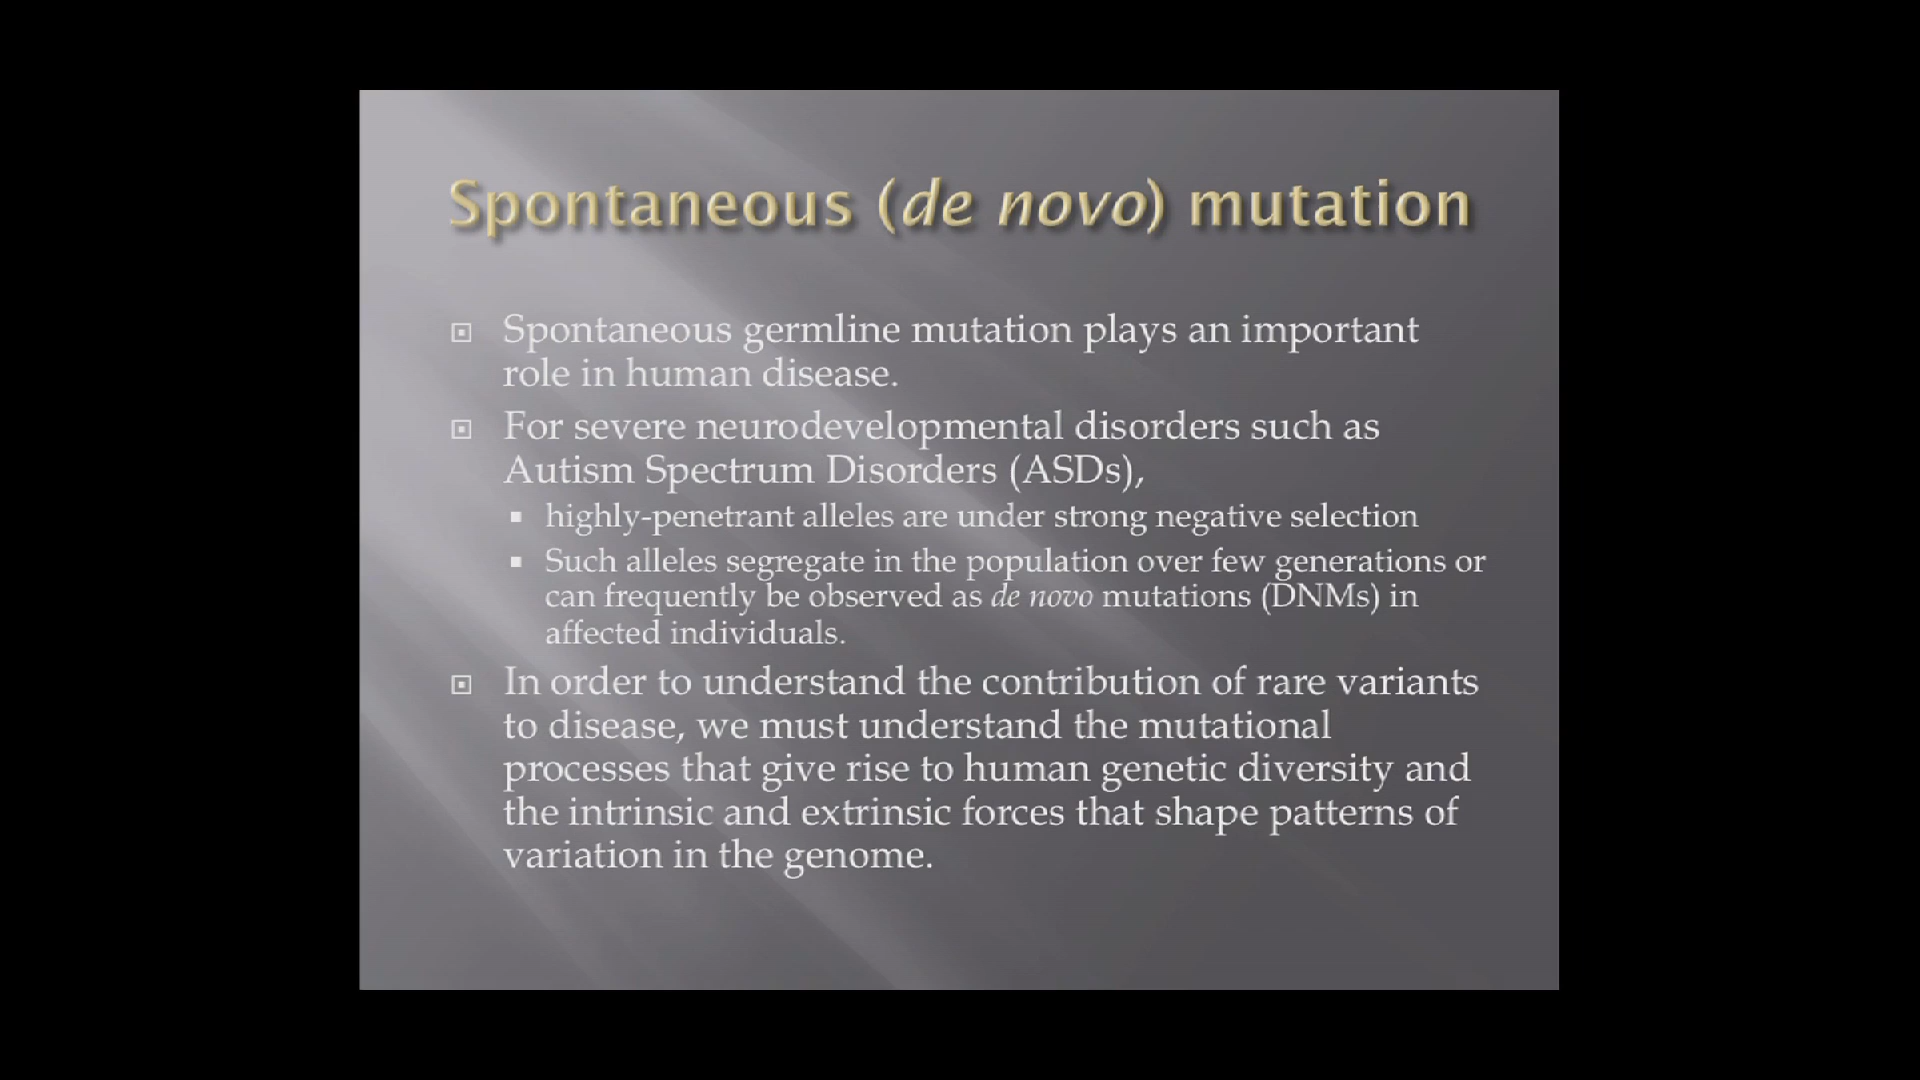 Spontaneous (de novo) mutation
Spontaneous germline mutation plays an important
role in human disease.
For severe neurodevelopmental disorders such as
Autism Spectrum Disorders (ASDs),
highly-penetrant alleles are under strong negative selection
Such alleles segregate in the population over few generations or
can frequently be observed as de novo mutations (DNMs) in
affected individuals.
In order to understand the contribution of rare variants
to disease, we must understand the mutational
processes that give rise to human genetic diversity and
the intrinsic and extrinsic forces that shape patterns of
variation in the genome.